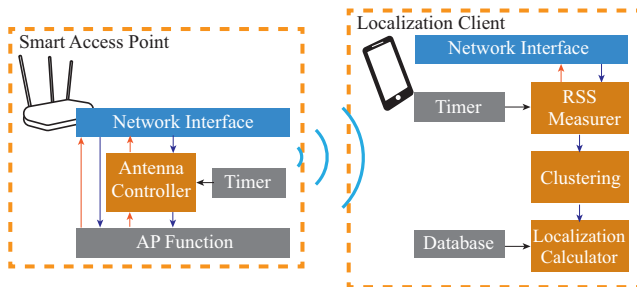 Smart Access Point
Network Interface
Antenna
Controller
Timer
AP Function
Localization Client
Network Interface
Timer
RSS
Measurer
Clustering
Database
Localization
Calculator